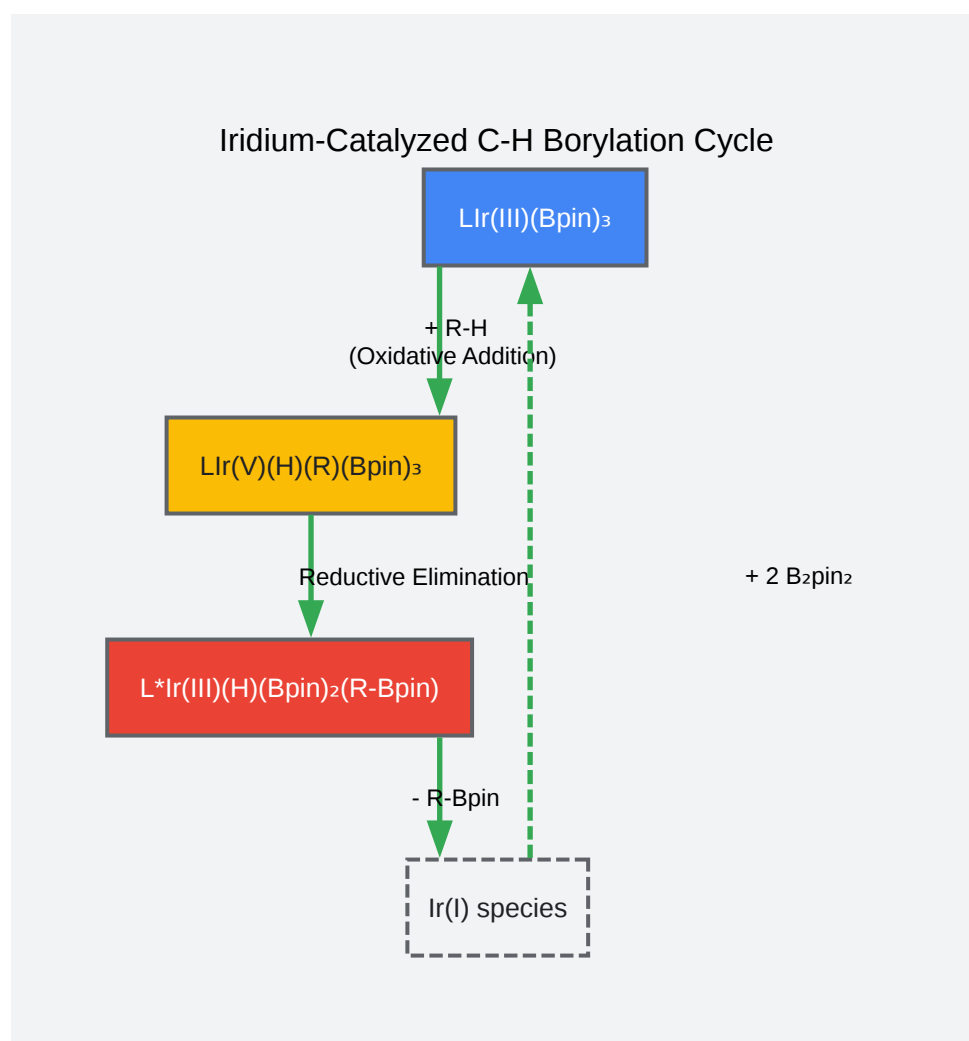 Iridium-Catalyzed C-H Borylation Cycle
LIr(III)(Bpin)₃
+ R-H
(Oxidative Addition)
LIr(V)(H)(R)(Bpin)₃
Reductive Elimination
+ 2 B₂pin₂
L*Ir(III)(H)(Bpin)₂(R-Bpin)
- R-Bpin
Ir(I) species